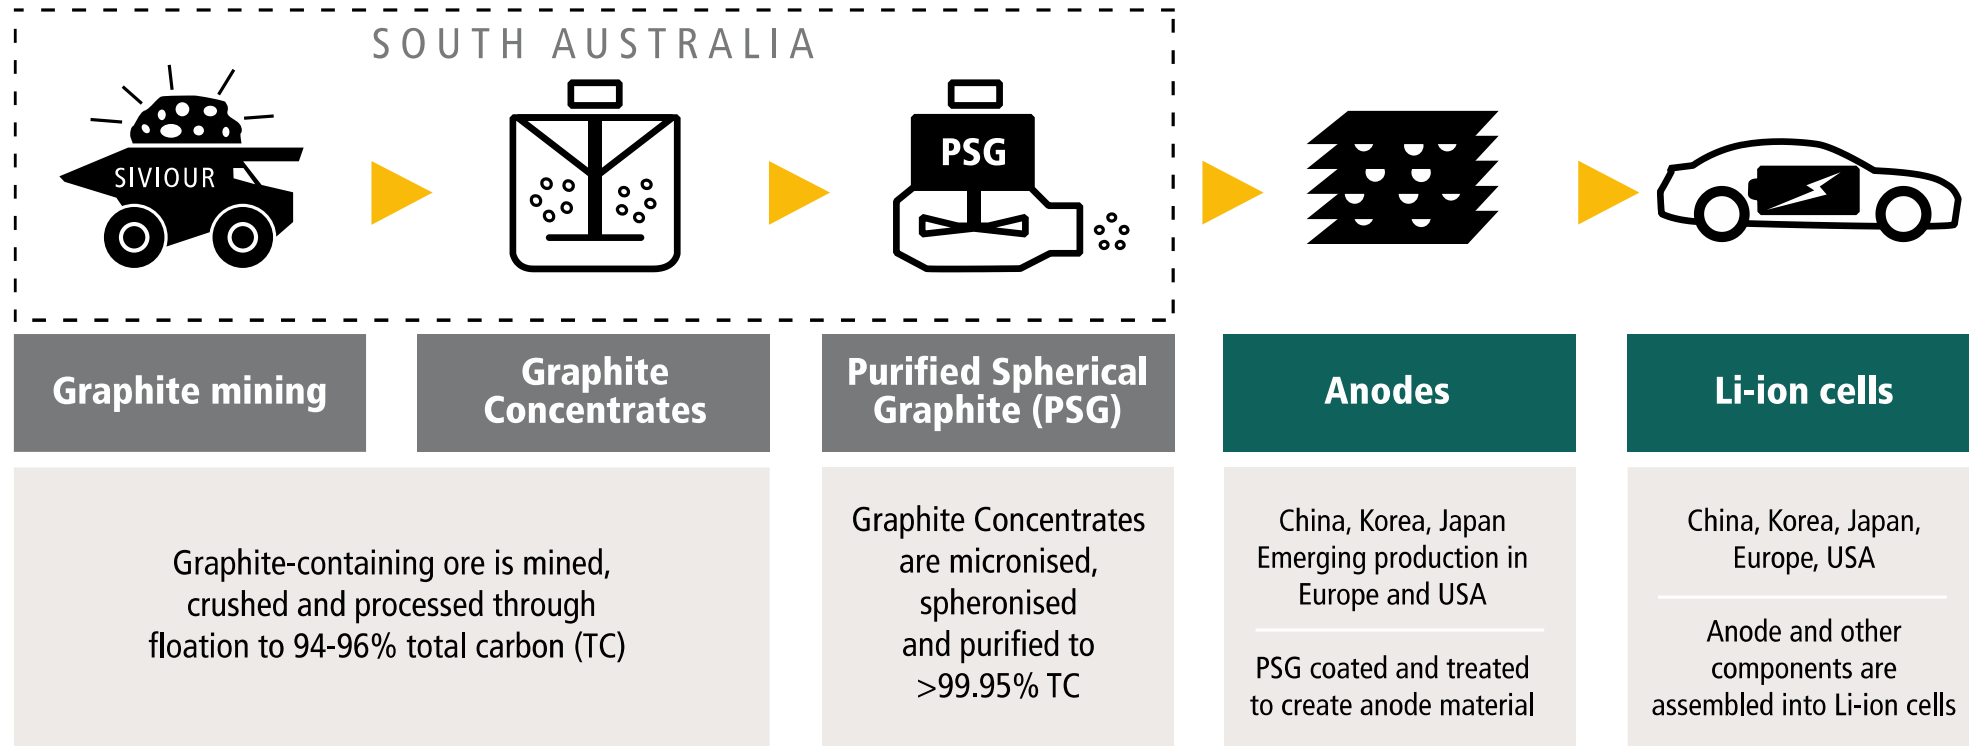 SOUTH AUSTRALIA
SIVIOUR
PSG
Graphite mining
Graphite
Concentrates
Purified Spherical
Graphite (PSG)
Anodes
Li-ion cells
Graphite-containing ore is mined,
crushed and processed through
floation to 94-96% total carbon (TC)
Graphite Concentrates
are micronised,
spheronised
and purified to
>99.95% TC
China, Korea, Japan
Emerging production in
Europe and USA
PSG coated and treated
to create anode material
China, Korea, Japan,
Europe, USA
Anode and other
components are
assembled into Li-ion cells